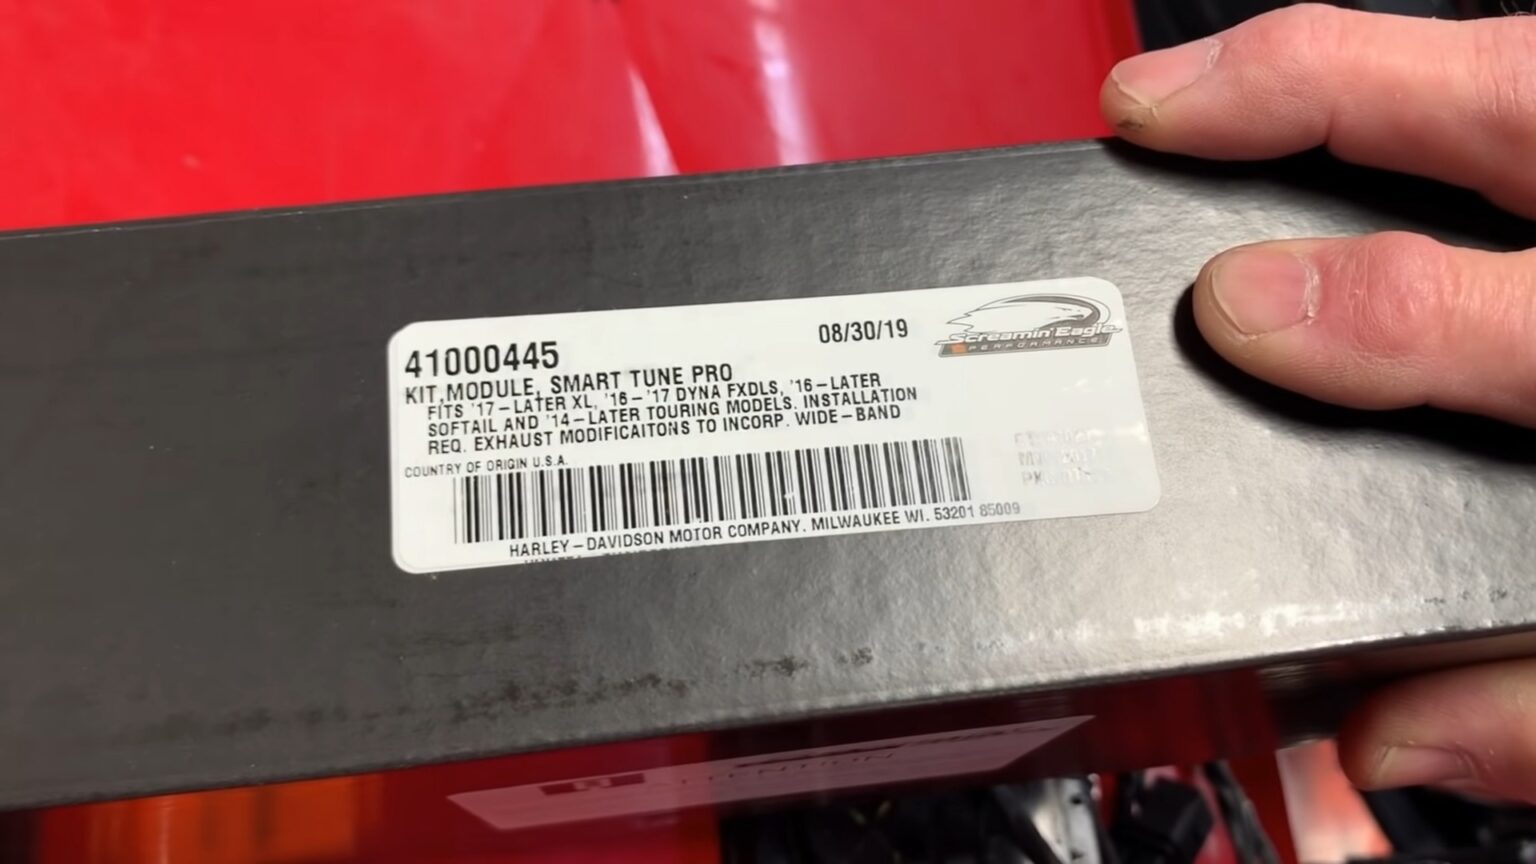 41000445
08/30/19
Screamin' Eagle
PERFORMANCE
KIT,MODULE, SMART TUNE PRO
FITS '17-LATER XL, '16-'17 DYNA FXDLS, '16-LATER
SOFTAIL AND '14-LATER TOURING MODELS. INSTALLATION
REQ. EXHAUST MODIFICAITONS TO INCORP. WIDE-BAND
COUNTRY OF ORIGIN U.S.A.
HARLEY-DAVIDSON MOTOR COMPANY. MILWAUKEE WI. 53201 85009